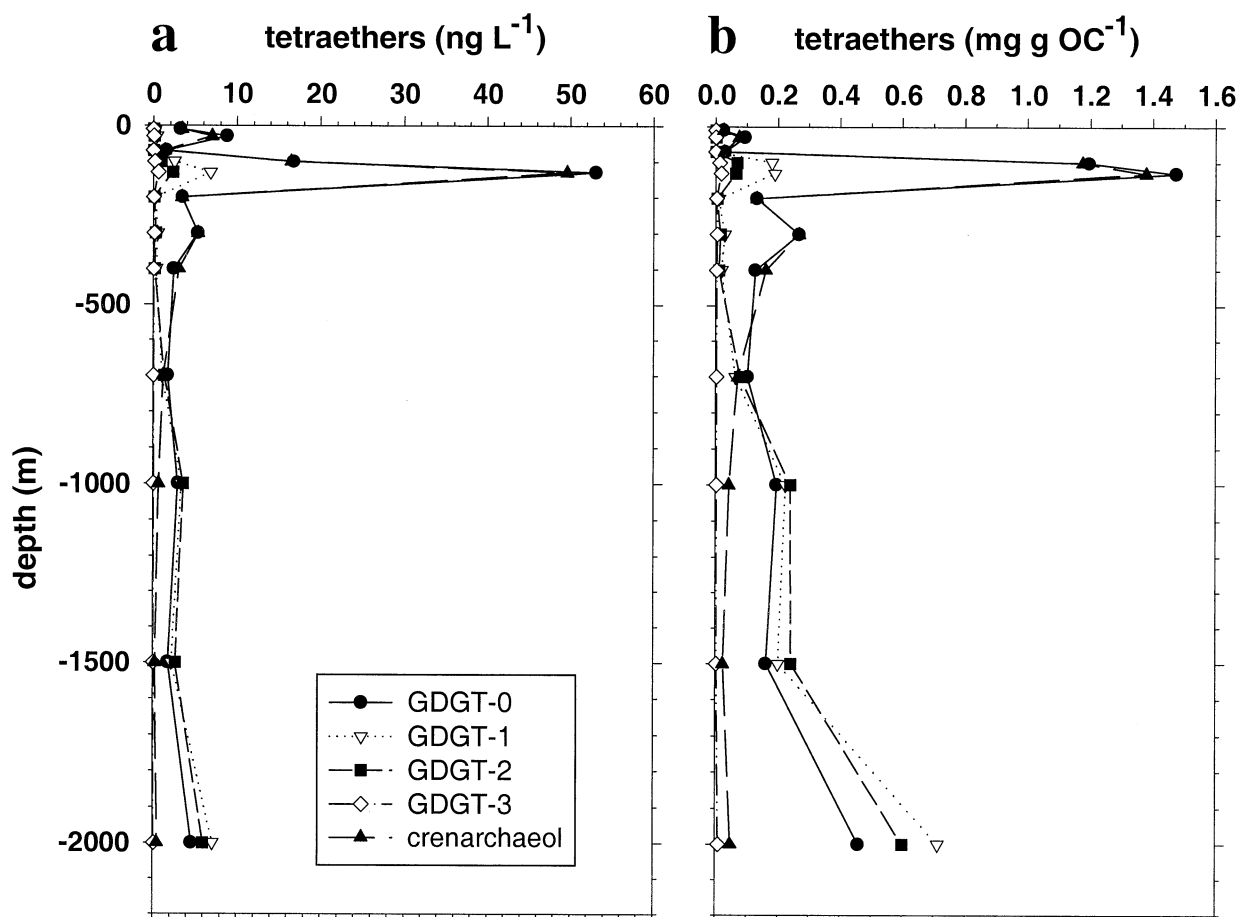 a tetraethers (ng L-1)
b tetraethers (mg g OC-1)
0 10 20 30 40 50 60
0.0 0.2 0.4 0.6 0.8 1.0 1.2 1.4 1.6
0
-500
-1000
-1500
-2000
depth (m)
GDGT-0
GDGT-1
GDGT-2
GDGT-3
crenarchaeol